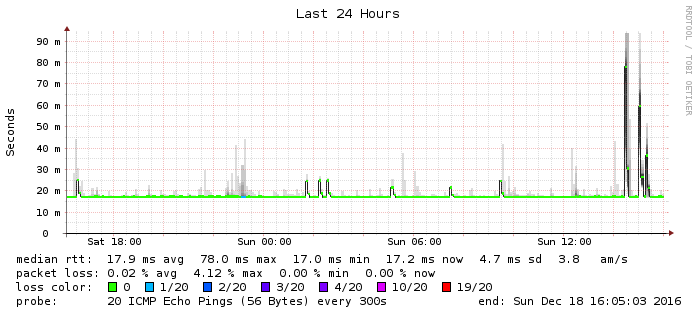 Last 24 Hours
RRDTOOL / TOBI OETIKER
Seconds
90 m
80 m
70 m
60 m
50 m
40 m
30 m
20 m
10 m
0
Sat 18:00 Sun 00:00 Sun 06:00 Sun 12:00
median rtt: 17.9 ms avg 78.0 ms max 17.0 ms min 17.2 ms now 4.7 ms sd 3.8 am/s
packet loss: 0.02 % avg 4.12 % max 0.00 % min 0.00 % now
loss color: 0 1/20 2/20 3/20 4/20 10/20 19/20
probe: 20 ICMP Echo Pings (56 Bytes) every 300s end: Sun Dec 18 16:05:03 2016